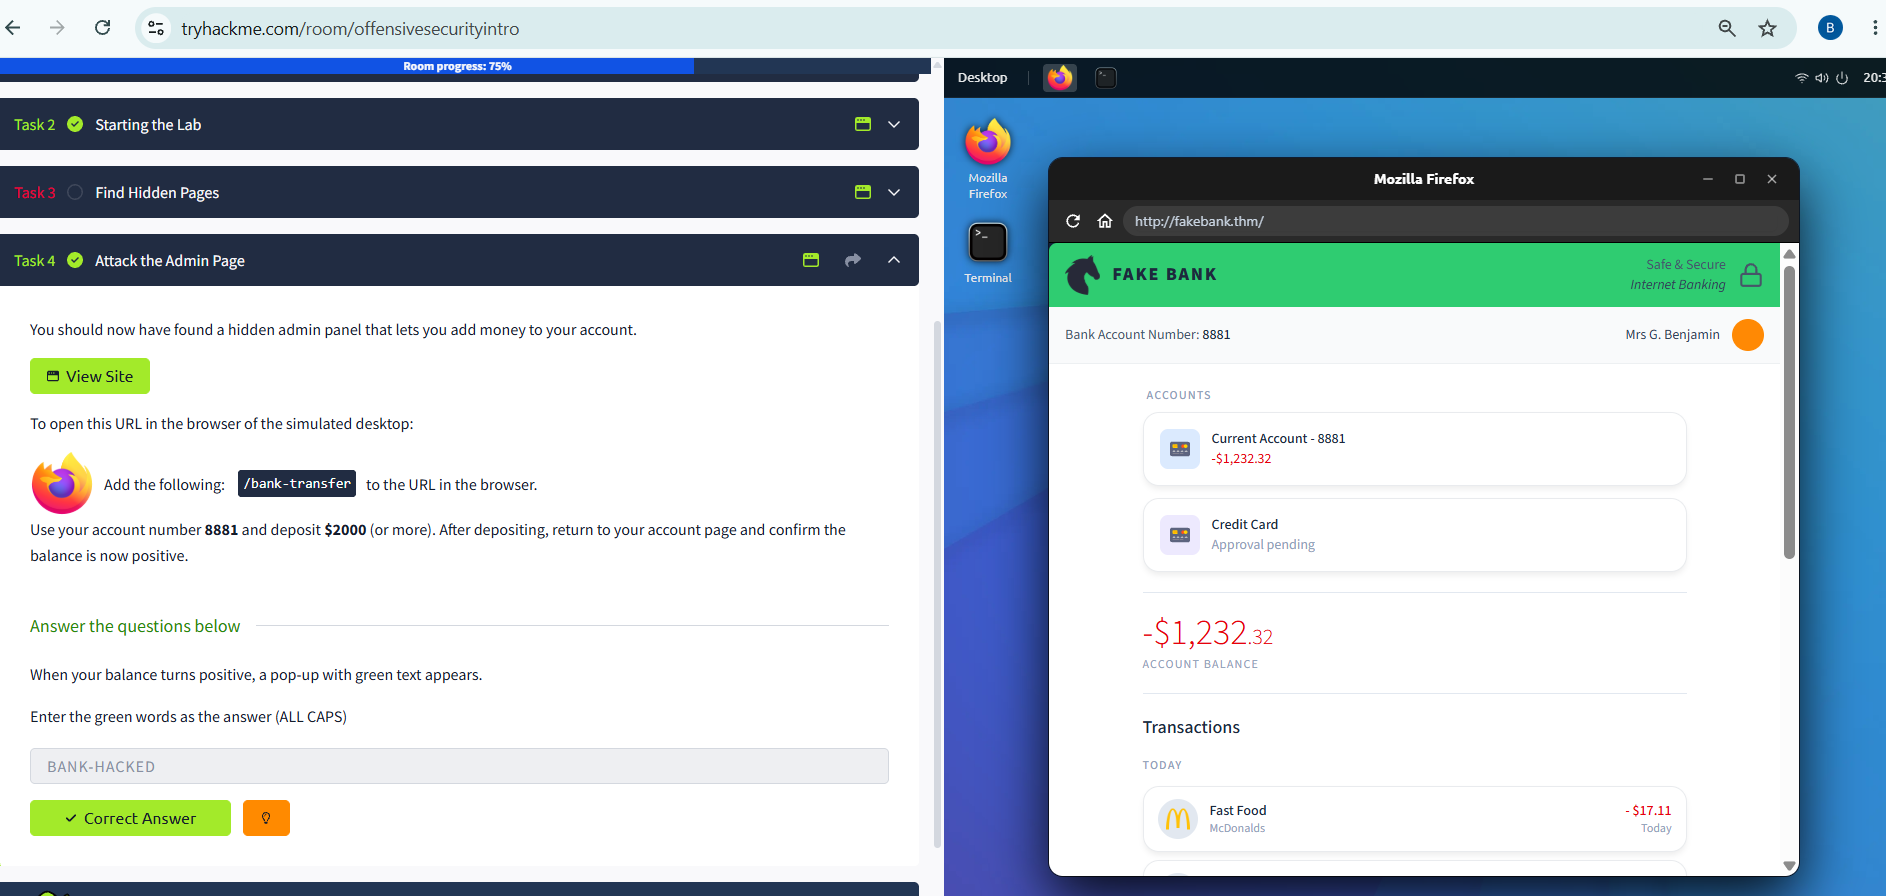 tryhackme.com/room/offensivesecurityintro
B
Room progress: 75%
Task 2 Starting the Lab
Task 3 Find Hidden Pages
Task 4 Attack the Admin Page
You should now have found a hidden admin panel that lets you add money to your account.
View Site
To open this URL in the browser of the simulated desktop:
Add the following: /bank-transfer to the URL in the browser.
Use your account number 8881 and deposit $2000 (or more). After depositing, return to your account page and confirm the
balance is now positive.
Answer the questions below
When your balance turns positive, a pop-up with green text appears.
Enter the green words as the answer (ALL CAPS)
BANK-HACKED
Correct Answer
Desktop
Mozilla
Firefox
>_
Terminal
Mozilla Firefox
http://fakebank.thm/
FAKE BANK
Safe & Secure
Internet Banking
Bank Account Number: 8881
Mrs G. Benjamin
ACCOUNTS
Current Account - 8881
-$1,232.32
Credit Card
Approval pending
-$1,232.32
ACCOUNT BALANCE
Transactions
TODAY
Fast Food
- $17.11
McDonalds
Today